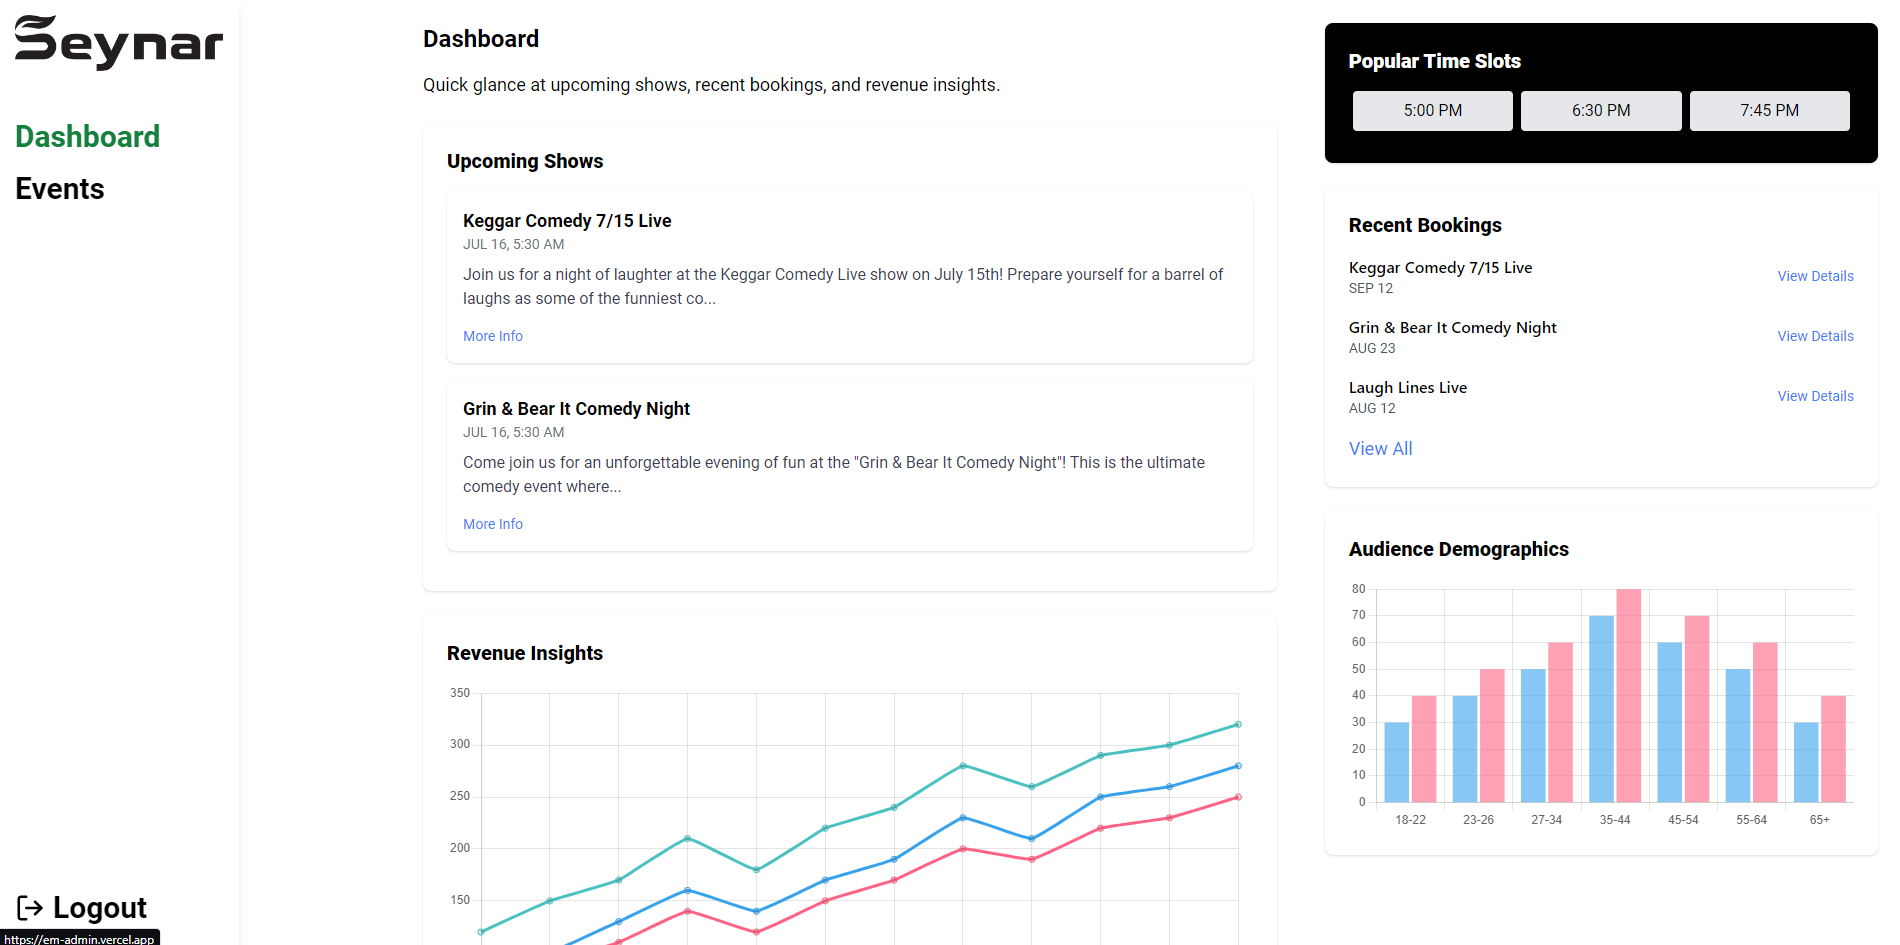 Seynar
Dashboard
Events
Logout
https://em-admin.vercel.app
Dashboard
Quick glance at upcoming shows, recent bookings, and revenue insights.
Upcoming Shows
Keggar Comedy 7/15 Live
JUL 16, 5:30 AM
Join us for a night of laughter at the Keggar Comedy Live show on July 15th! Prepare yourself for a barrel of
laughs as some of the funniest co...
More Info
Grin & Bear It Comedy Night
JUL 16, 5:30 AM
Come join us for an unforgettable evening of fun at the "Grin & Bear It Comedy Night"! This is the ultimate
comedy event where...
More Info
Revenue Insights
350
300
250
200
150
Popular Time Slots
5:00 PM 6:30 PM 7:45 PM
Recent Bookings
Keggar Comedy 7/15 Live
SEP 12
View Details
Grin & Bear It Comedy Night
AUG 23
View Details
Laugh Lines Live
AUG 12
View Details
View All
Audience Demographics
80
70
60
50
40
30
20
10
0
18-22 23-26 27-34 35-44 45-54 55-64 65+